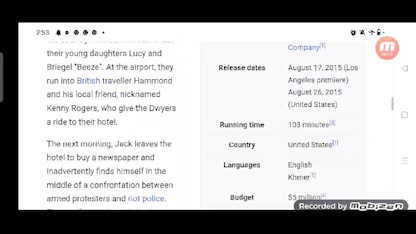 2:53
their young daughters Lucy and
Briegel "Beeze". At the airport, they
run into British traveller Hammond
and his local friend, nicknamed
Kenny Rogers, who give the Dwyers
a ride to their hotel.
The next morning, Jack leaves the
hotel to buy a newspaper and
inadvertently finds himself in the
middle of a confrontation between
armed protesters and riot police.
Company
Release dates
August 17, 2015 (Los
Angeles premiere)
August 26, 2015
(United States)
Running time
103 minutes
Country
United States
Languages
English
Khmer
Budget
$5 million
Recorded by Mobizen